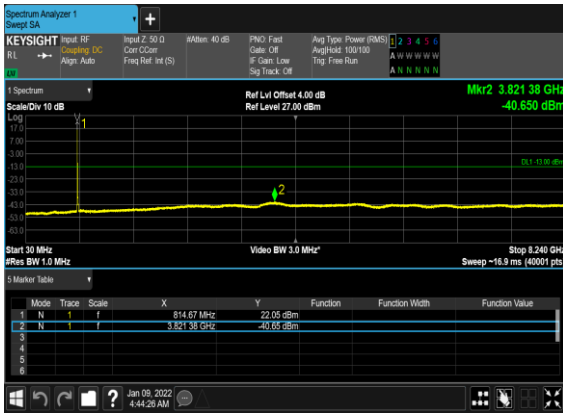 Spectrum Analyzer 1
Swept SA
KEYSIGHT Input: RF Input Z: 50 Ω #Atten: 40 dB PNO: Fast Avg Type: Power (RMS) 1 2 3 4 5 6
RL Coupling: DC Corr CCorr Gate: Off Avg|Hold: 100/100 A W W W W W
Align: Auto Freq Ref: Int (S) IF Gain: Low Trig: Free Run
LXI Sig Track: Off A N N N N N
1 Spectrum Ref Lvl Offset 4.00 dB Mkr2 3.821 38 GHz
Scale/Div 10 dB Ref Level 27.00 dBm -40.650 dBm
Log
17.0 1
7.00
-3.00
-13.0 DL1 -13.00 dBm
-23.0
-33.0 2
-43.0
-53.0
-63.0
Start 30 MHz Video BW 3.0 MHz* Stop 8.240 GHz
#Res BW 1.0 MHz Sweep ~16.9 ms (40001 pts)
5 Marker Table
Mode Trace Scale X Y Function Function Width Function Value
1 N 1 f 814.67 MHz 22.05 dBm
2 N 1 f 3.821 38 GHz -40.65 dBm
3
4
5
6
? Jan 09, 2022
4:44:26 AM